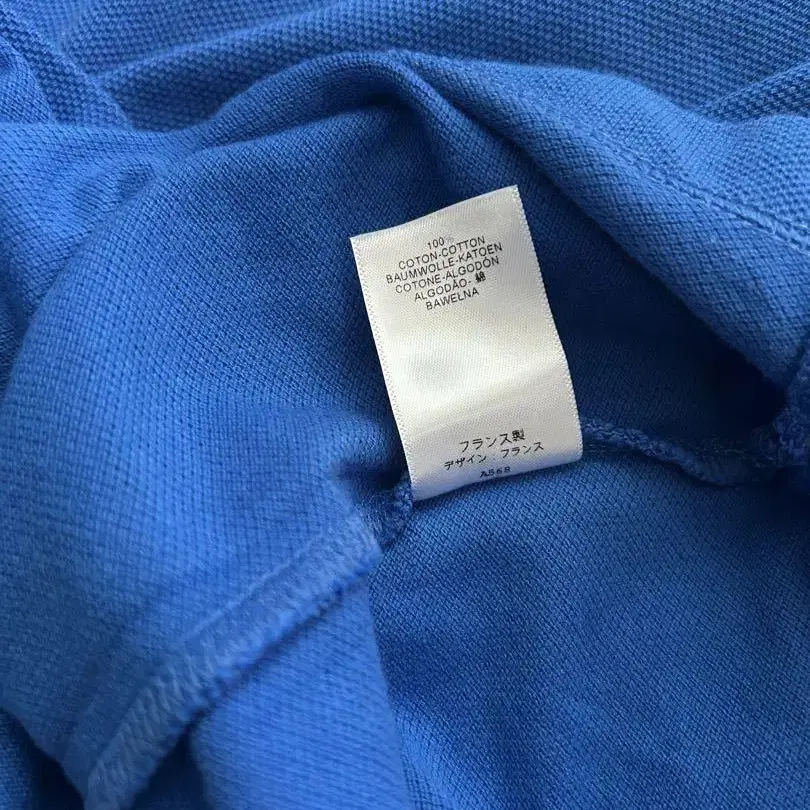 100%
COTON-COTTON
BAUMWOLLE-KATOEN
COTONE-ALGODÓN
ALGODÃO- 綿
BAWEŁNA
フランス製
デザイン : フランス
A568